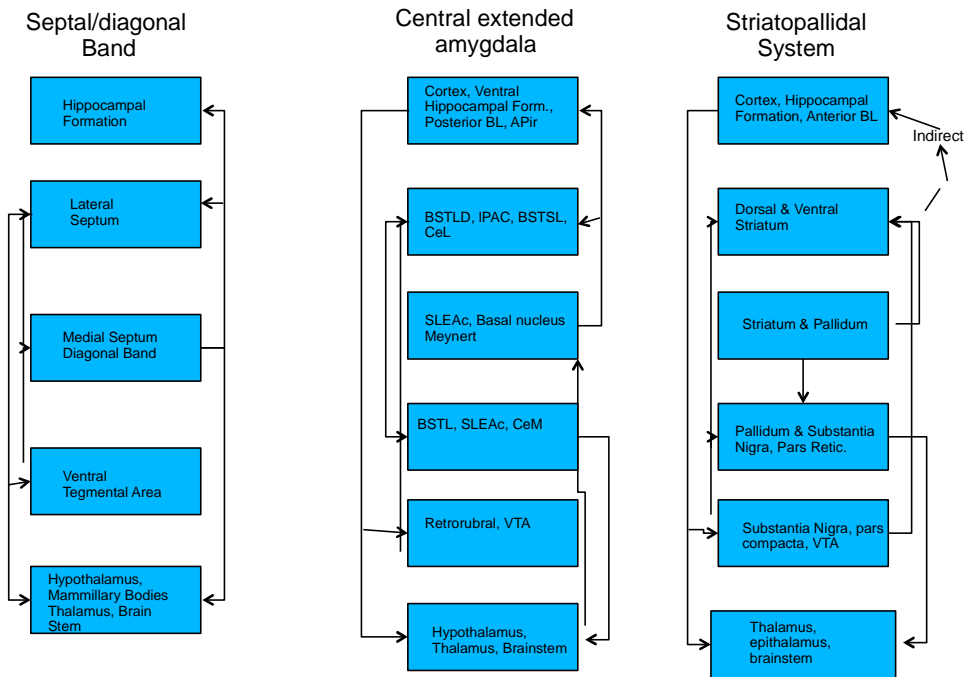 Septal/diagonal
Band
Hippocampal
Formation
Lateral
Septum
Medial Septum
Diagonal Band
Ventral
Tegmental Area
Hypothalamus,
Mammillary Bodies
Thalamus, Brain
Stem
Central extended
amygdala
Cortex, Ventral
Hippocampal Form.,
Posterior BL, APir
BSTLD, IPAC, BSTSL,
CeL
SLEAc, Basal nucleus
Meynert
BSTL, SLEAc, CeM
Retrorubral, VTA
Hypothalamus,
Thalamus, Brainstem
Striatopallidal
System
Cortex, Hippocampal
Formation, Anterior BL
Indirect
Dorsal & Ventral
Striatum
Striatum & Pallidum
Pallidum & Substantia
Nigra, Pars Retic.
Substantia Nigra, pars
compacta, VTA
Thalamus,
epithalamus,
brainstem